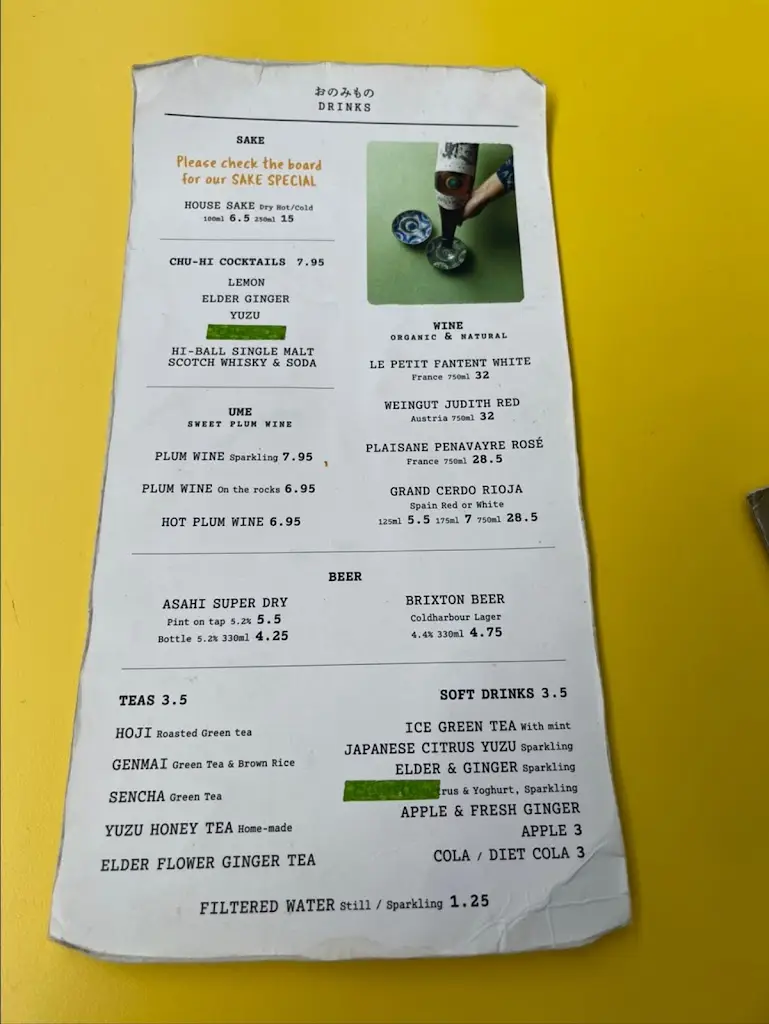 おのみもの
DRINKS
SAKE
Please check the board
for our SAKE SPECIAL
HOUSE SAKE Dry Hot/Cold
100ml 6.5 250ml 15
CHU-HI COCKTAILS 7.95
LEMON
ELDER GINGER
YUZU
HI-BALL SINGLE MALT
SCOTCH WHISKY & SODA
UME
SWEET PLUM WINE
PLUM WINE Sparkling 7.95
PLUM WINE On the rocks 6.95
HOT PLUM WINE 6.95
WINE
ORGANIC & NATURAL
LE PETIT FANTENT WHITE
France 750ml 32
WEINGUT JUDITH RED
Austria 750ml 32
PLAISANE PENAVAYRE ROSÉ
France 750ml 28.5
GRAND CERDO RIOJA
Spain Red or White
125ml 5.5 175ml 7 750ml 28.5
BEER
ASAHI SUPER DRY
Pint on tap 5.2% 5.5
Bottle 5.2% 330ml 4.25
BRIXTON BEER
Coldharbour Lager
4.4% 330ml 4.75
TEAS 3.5
HOJI Roasted Green tea
GENMAI Green Tea & Brown Rice
SENCHA Green Tea
YUZU HONEY TEA Home-made
ELDER FLOWER GINGER TEA
SOFT DRINKS 3.5
ICE GREEN TEA With mint
JAPANESE CITRUS YUZU Sparkling
ELDER & GINGER Sparkling
rus & Yoghurt, Sparkling
APPLE & FRESH GINGER
APPLE 3
COLA / DIET COLA 3
FILTERED WATER Still / Sparkling 1.25